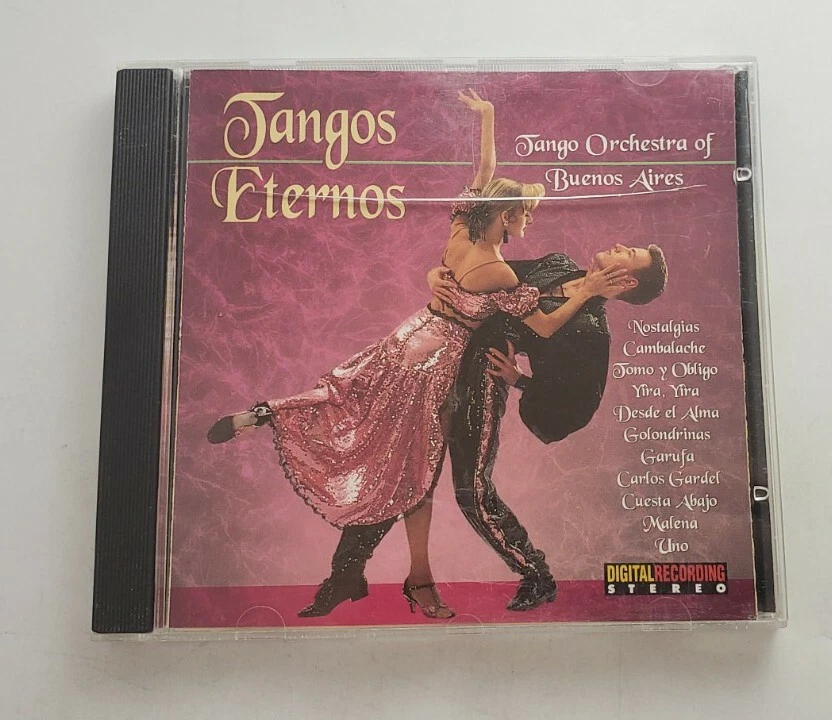 Tangos
Eternos
Tango Orchestra of
Buenos Aires
Nostalgias
Cambalache
Tomo y Obligo
Yira, Yira
Desde el Alma
Golondrinas
Garufa
Carlos Gardel
Cuesta Abajo
Malena
Uno
DIGITAL RECORDING
STEREO